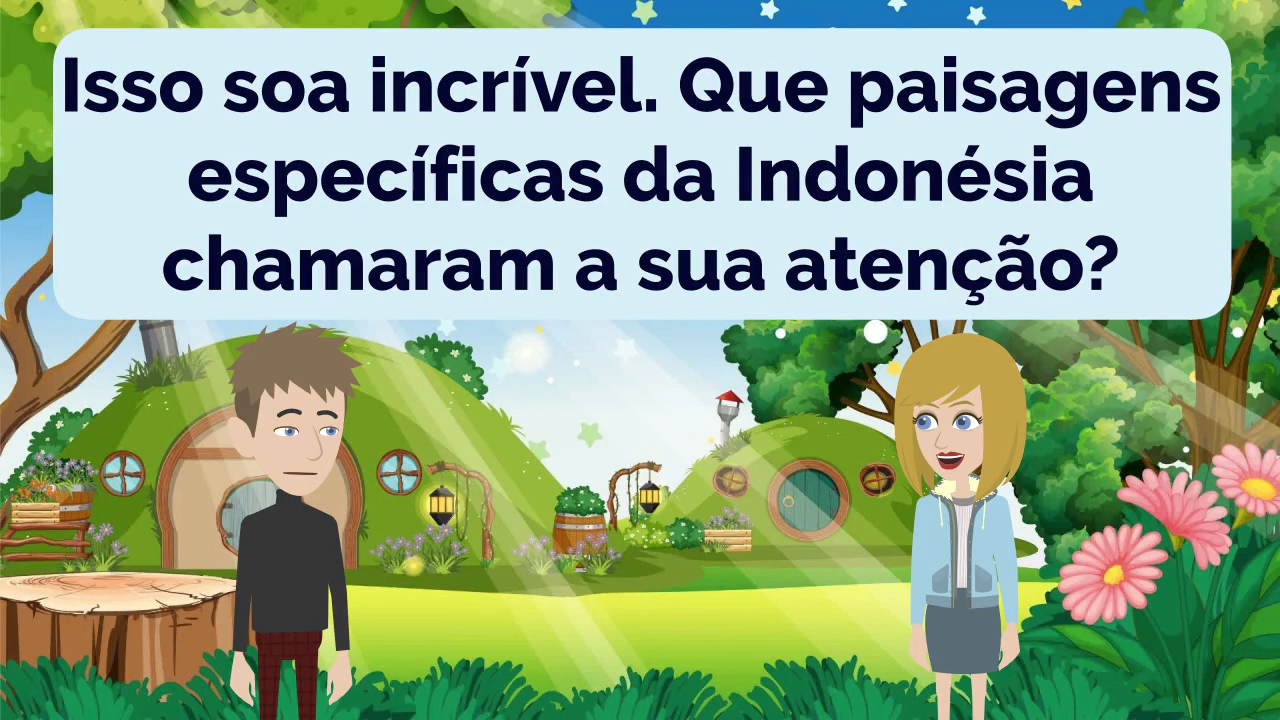 Isso soa incrível. Que paisagens
específicas da Indonésia
chamaram a sua atenção?